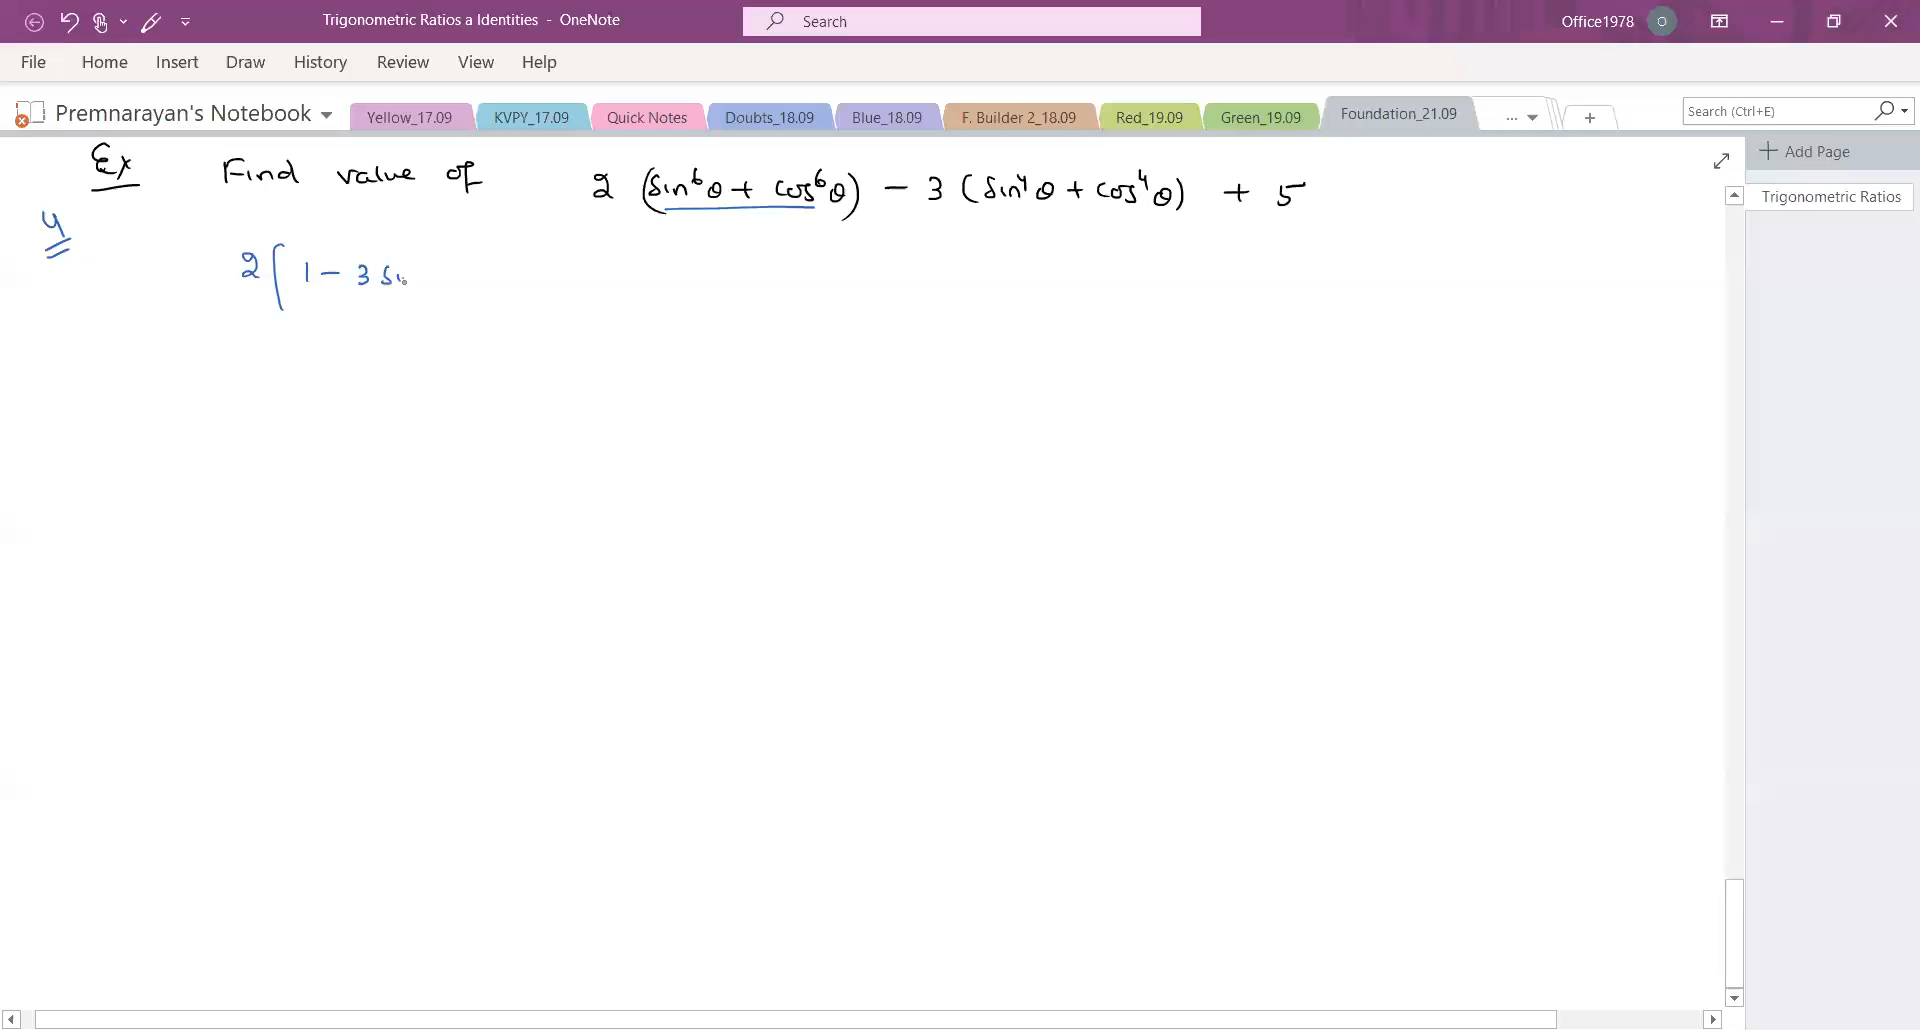 Trigonometric Ratios a Identities - OneNote
Search
Office1978
O
File Home Insert Draw History Review View Help
Premnarayan's Notebook
Yellow_17.09
KVPY_17.09
Quick Notes
Doubts_18.09
Blue_18.09
F. Builder 2_18.09
Red_19.09
Green_19.09
Foundation_21.09
...
Search (Ctrl+E)
Add Page
Trigonometric Ratios
Ex Find value of 2 (sin⁶θ + cos⁶θ) - 3 (sin⁴θ + cos⁴θ) + 5
4
2[ 1 - 3 si